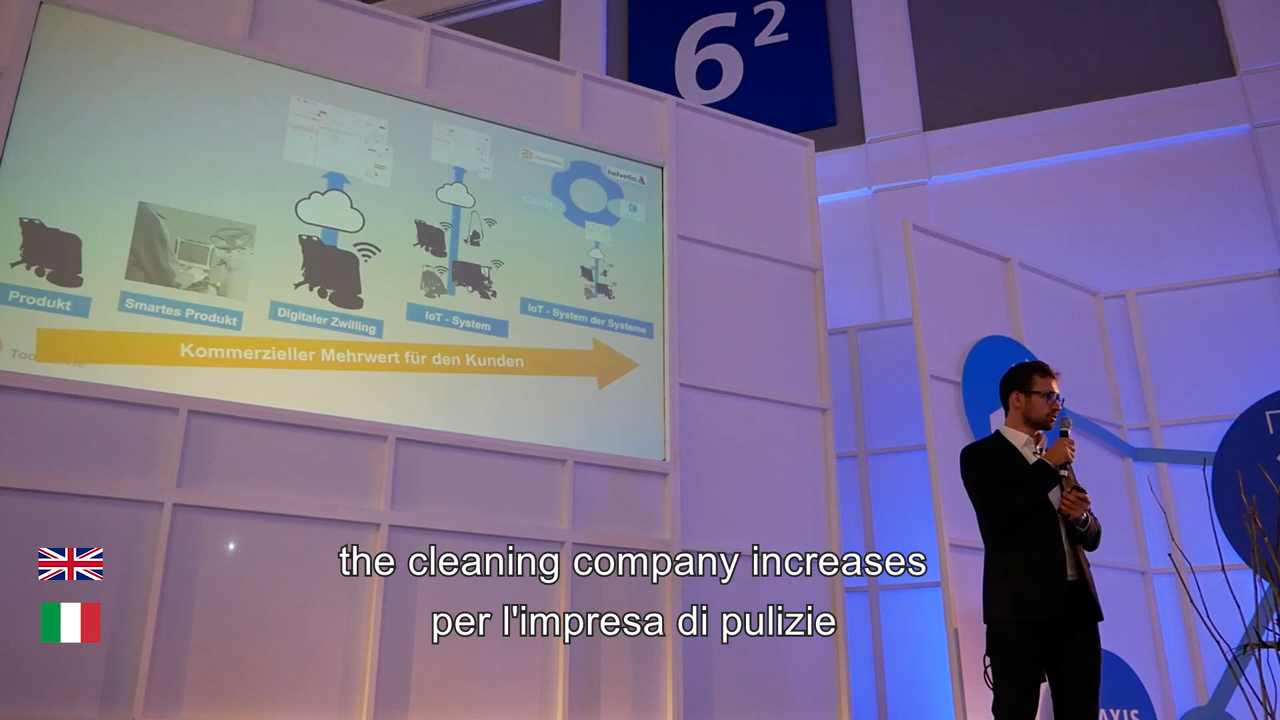 6²
helvetia
Produkt
Smartes Produkt
Digitaler Zwilling
IoT - System
IoT - System der Systeme
Kommerzieller Mehrwert für den Kunden
the cleaning company increases
per l'impresa di pulizie